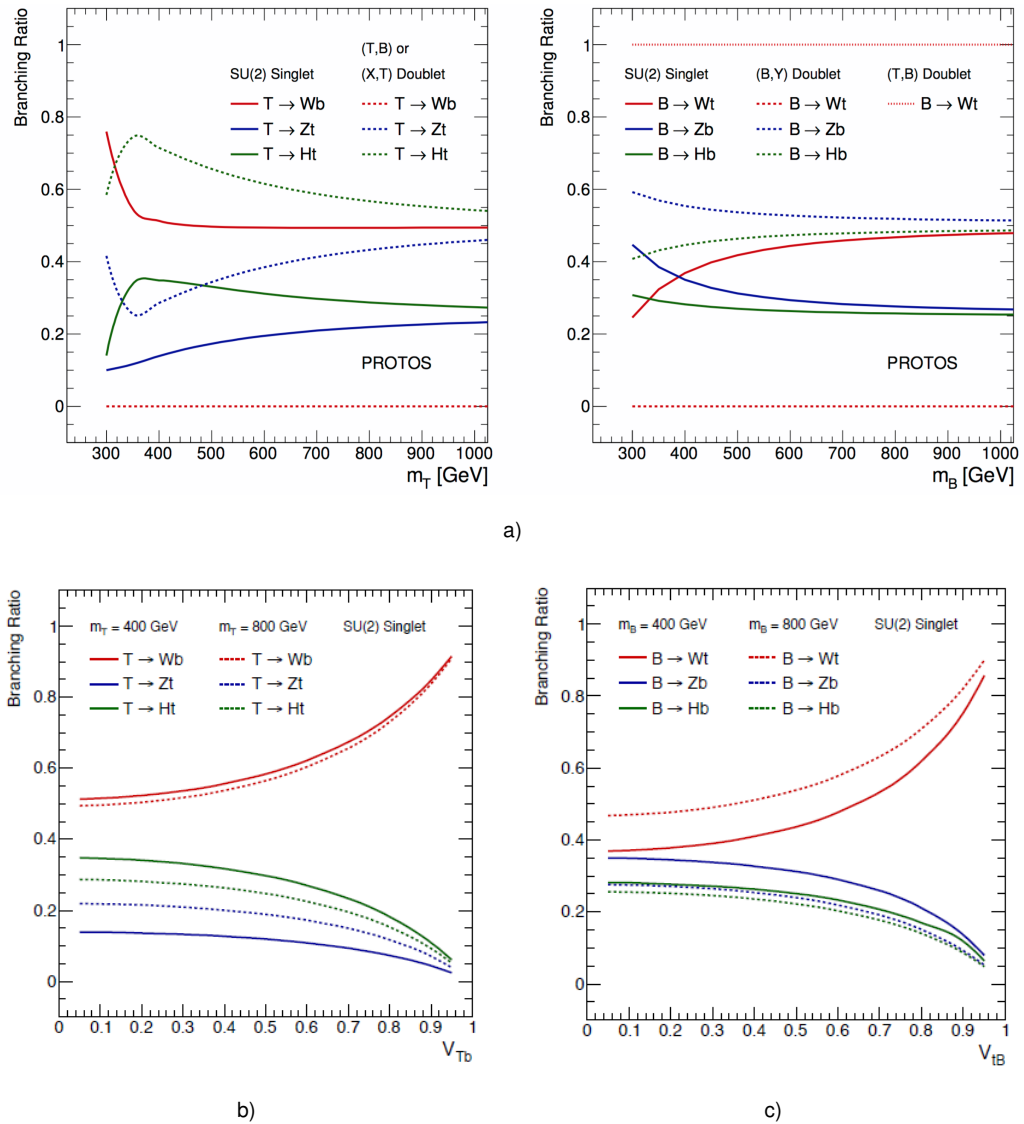 Branching Ratio
1
0.8
0.6
0.4
0.2
0
(T,B) or
SU(2) Singlet (X,T) Doublet
T → Wb T → Wb
T → Zt T → Zt
T → Ht T → Ht
PROTOS
300 400 500 600 700 800 900 1000
m_T [GeV]
Branching Ratio
1
0.8
0.6
0.4
0.2
0
SU(2) Singlet (B,Y) Doublet (T,B) Doublet
B → Wt B → Wt B → Wt
B → Zb B → Zb
B → Hb B → Hb
PROTOS
300 400 500 600 700 800 900 1000
m_B [GeV]
a)
Branching Ratio
1
0.8
0.6
0.4
0.2
0
m_T = 400 GeV m_T = 800 GeV SU(2) Singlet
T → Wb T → Wb
T → Zt T → Zt
T → Ht T → Ht
0 0.1 0.2 0.3 0.4 0.5 0.6 0.7 0.8 0.9 1
V_Tb
Branching Ratio
1
0.8
0.6
0.4
0.2
0
m_B = 400 GeV m_B = 800 GeV SU(2) Singlet
B → Wt B → Wt
B → Zb B → Zb
B → Hb B → Hb
0 0.1 0.2 0.3 0.4 0.5 0.6 0.7 0.8 0.9 1
V_tB
b)
c)